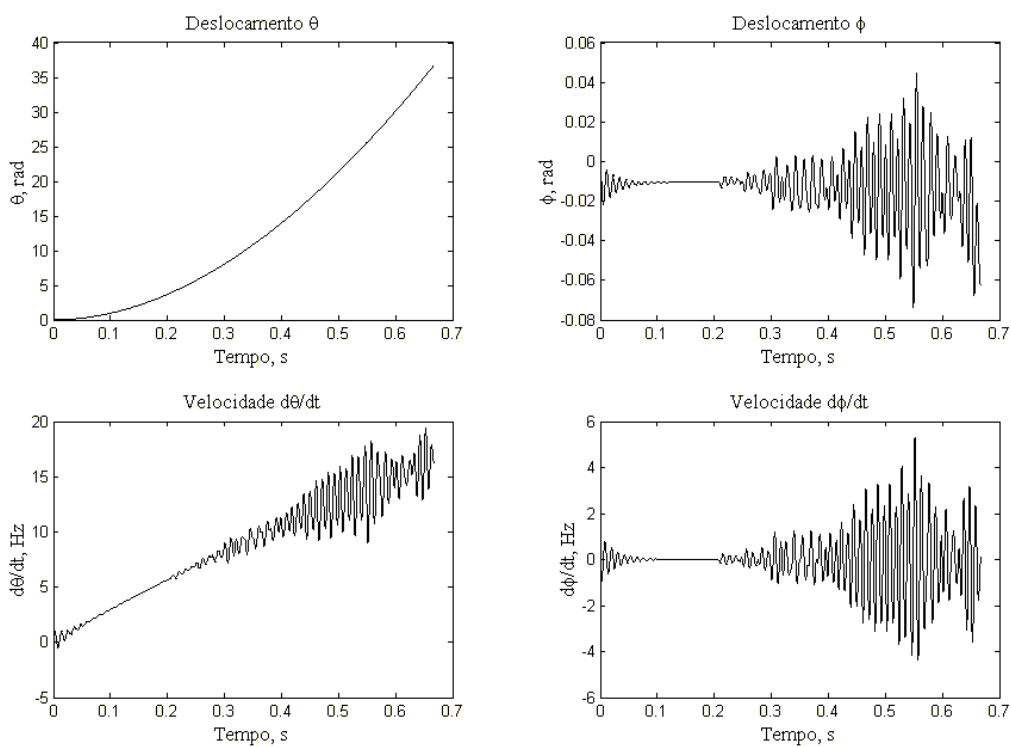 Deslocamento θ
40
35
30
25
20
15
10
5
0
θ, rad
0 0.1 0.2 0.3 0.4 0.5 0.6 0.7
Tempo, s
Deslocamento ϕ
0.06
0.04
0.02
0
-0.02
-0.04
-0.06
-0.08
ϕ, rad
0 0.1 0.2 0.3 0.4 0.5 0.6 0.7
Tempo, s
Velocidade dθ/dt
20
15
10
5
0
-5
dθ/dt, Hz
0 0.1 0.2 0.3 0.4 0.5 0.6 0.7
Tempo, s
Velocidade dϕ/dt
6
4
2
0
-2
-4
-6
dϕ/dt, Hz
0 0.1 0.2 0.3 0.4 0.5 0.6 0.7
Tempo, s